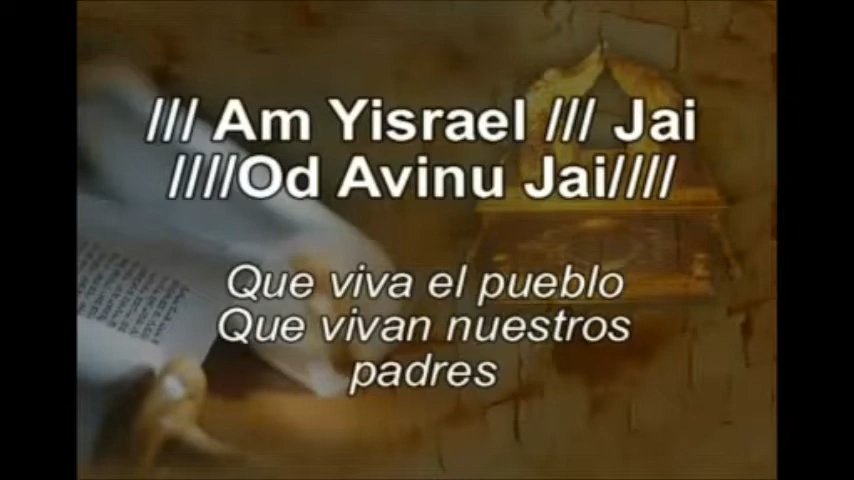 /// Am Yisrael /// Jai
////Od Avinu Jai////
Que viva el pueblo
Que vivan nuestros
padres